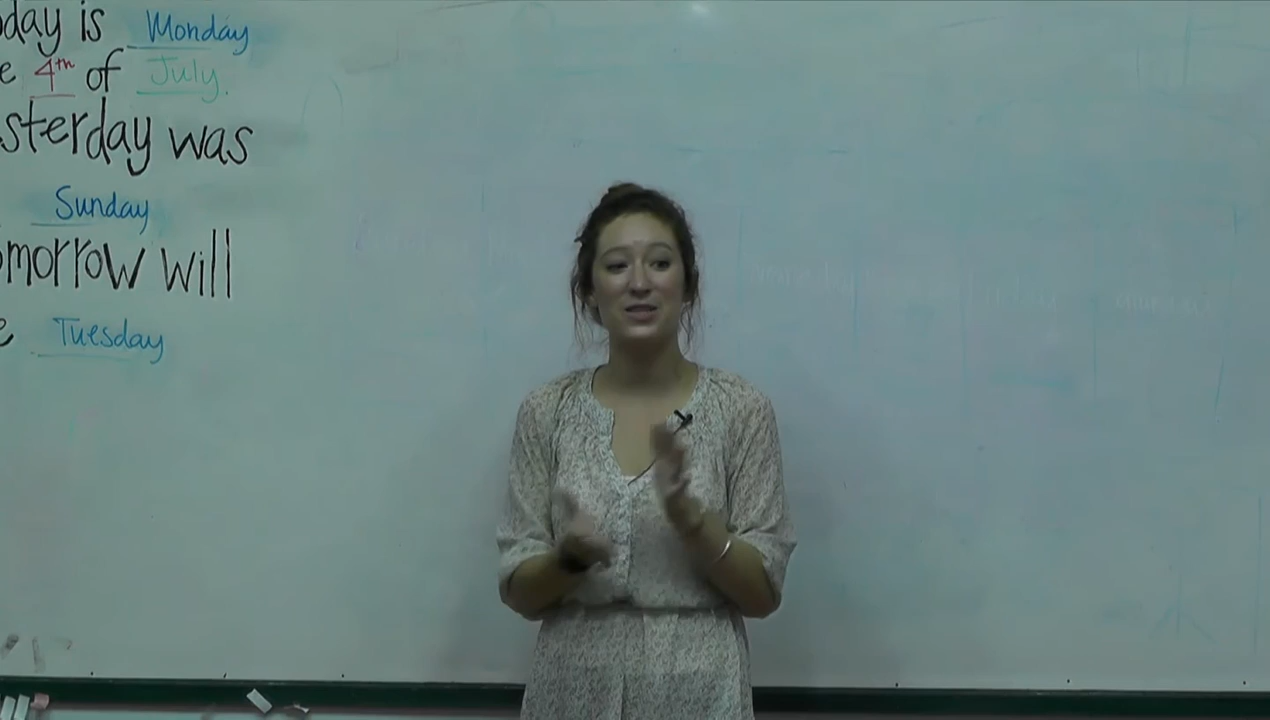 day is Monday
e 4th of July.
sterday was
Sunday
morrow will
e Tuesday